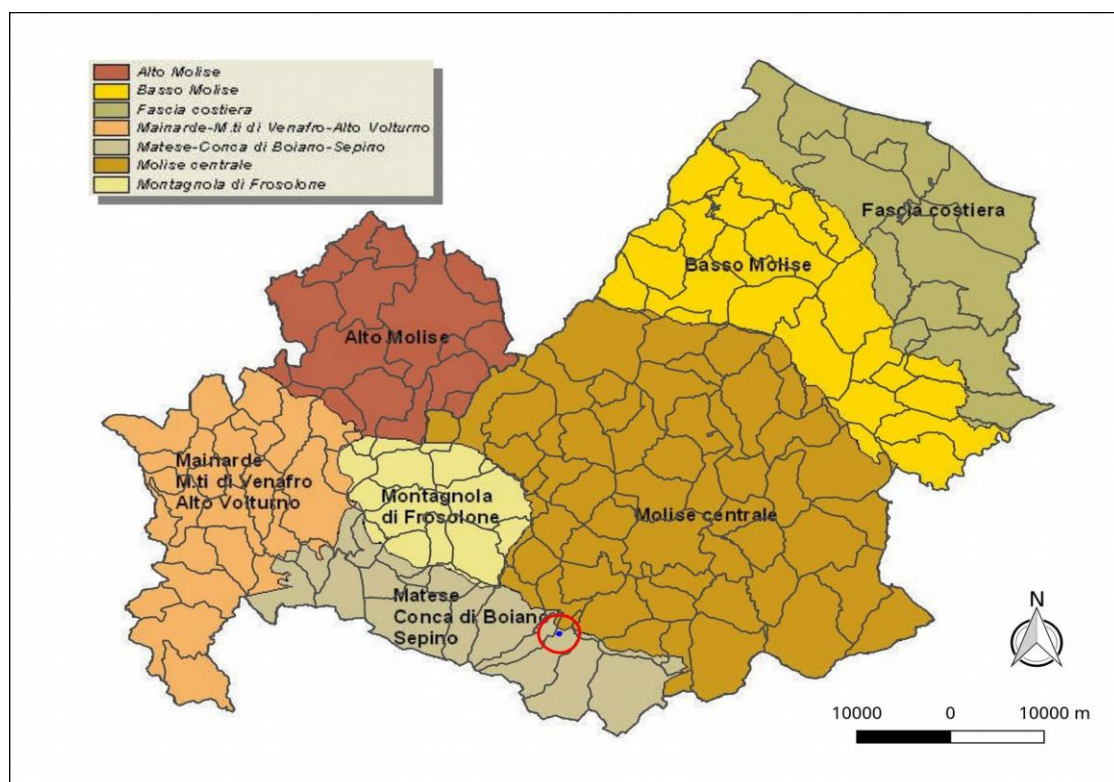 Alto Molise
Basso Molise
Fascia costiera
Mainarde-M.ti di Venafro-Alto Volturno
Matese-Conca di Boiano-Sepino
Molise centrale
Montagnola di Frosolone
Fascia costiera
Basso Molise
Alto Molise
Mainarde
M.ti di Venafro
Alto Volturno
Montagnola
di Frosolone
Molise centrale
Matese
Conca di Boiano
Sepino
N
10000 0 10000 m